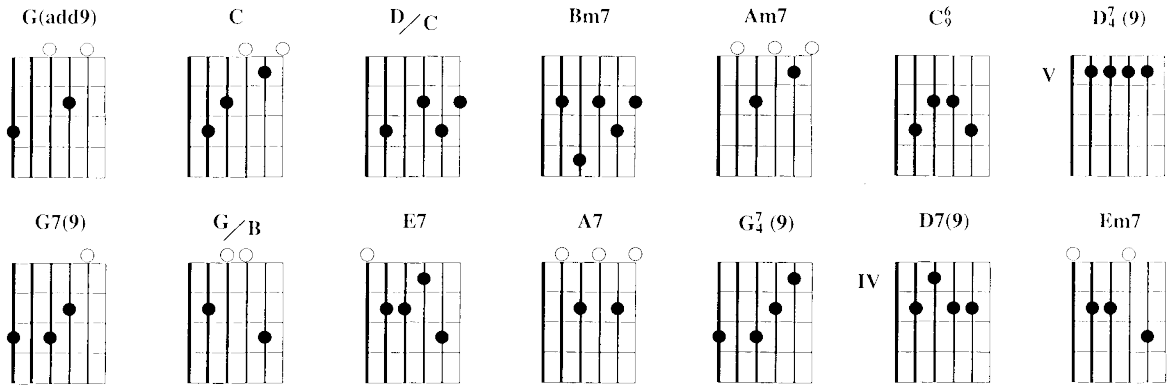 G(add9) C D/C Bm7 Am7 C6/9 D7/4(9)
V
G7(9) G/B E7 A7 G7/4(9) D7(9) Em7
IV